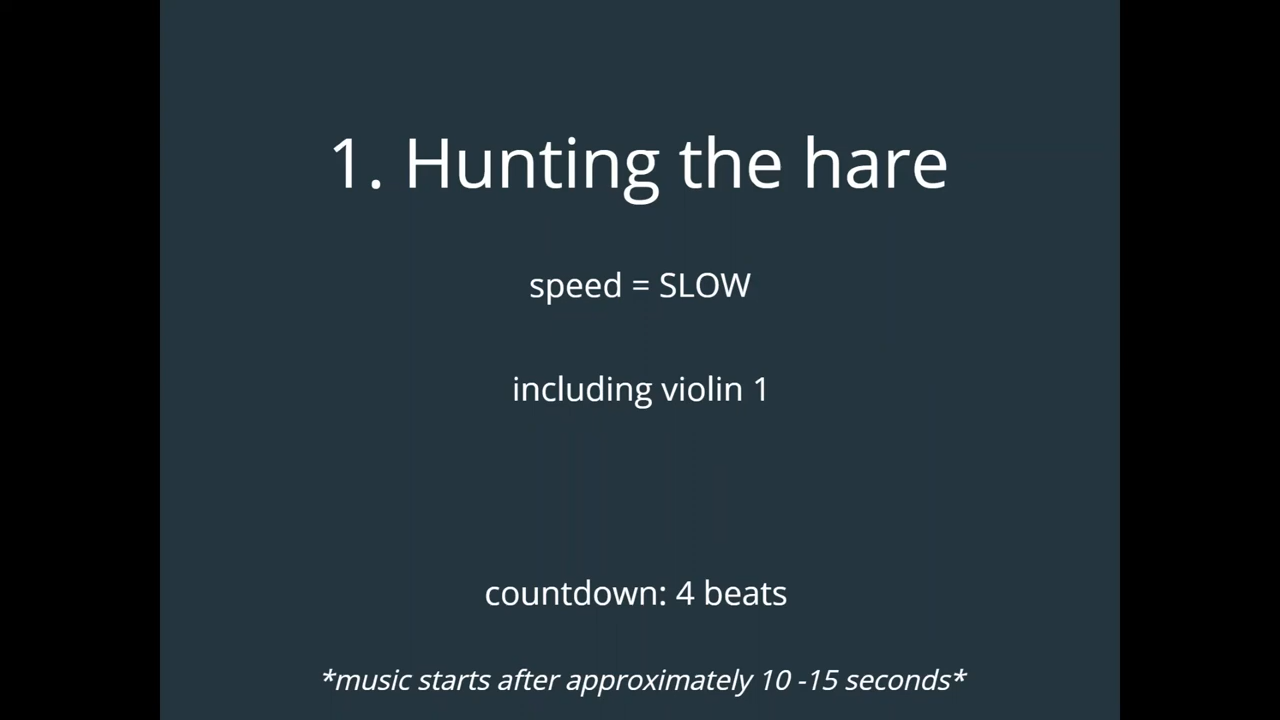 1. Hunting the hare
speed = SLOW
including violin 1
countdown: 4 beats
*music starts after approximately 10 -15 seconds*